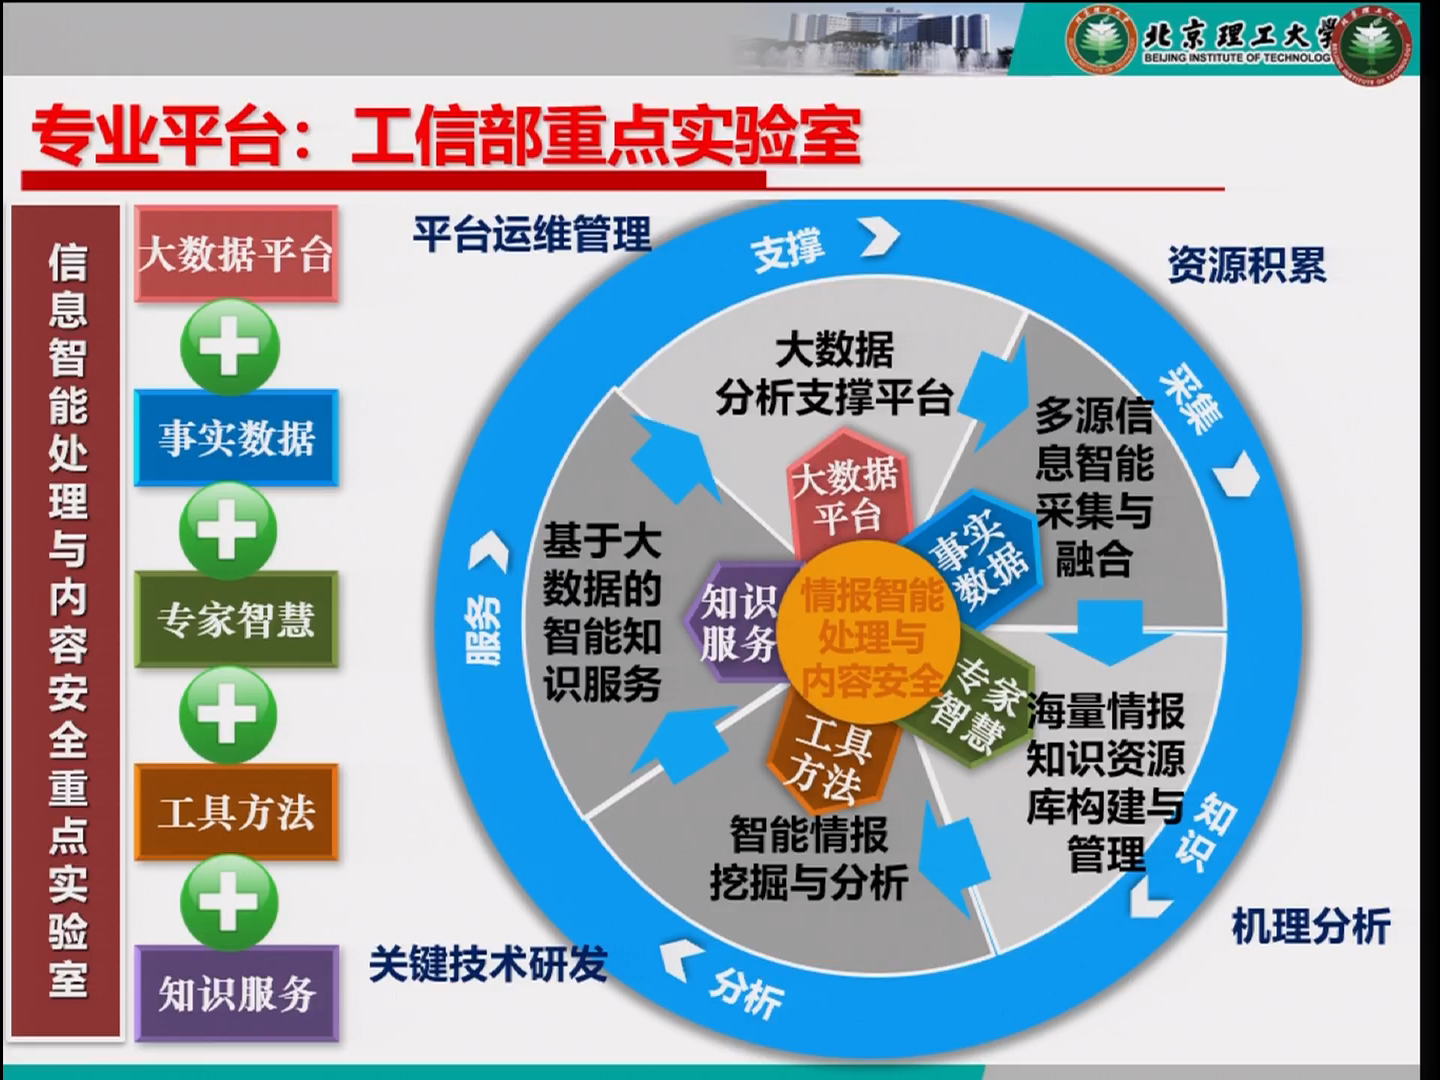 北京理工大学
BEIJING INSTITUTE OF TECHNOLOGY
专业平台：工信部重点实验室
信息智能处理与内容安全重点实验室
大数据平台
事实数据
专家智慧
工具方法
知识服务
平台运维管理
资源积累
机理分析
关键技术研发
支撑
采集
知识
分析
服务
大数据
分析支撑平台
多源信
息智能
采集与
融合
海量情报
知识资源
库构建与
管理
智能情报
挖掘与分析
基于大
数据的
智能知
识服务
大数据
平台
事实
数据
专家
智慧
工具
方法
知识
服务
情报智能
处理与
内容安全